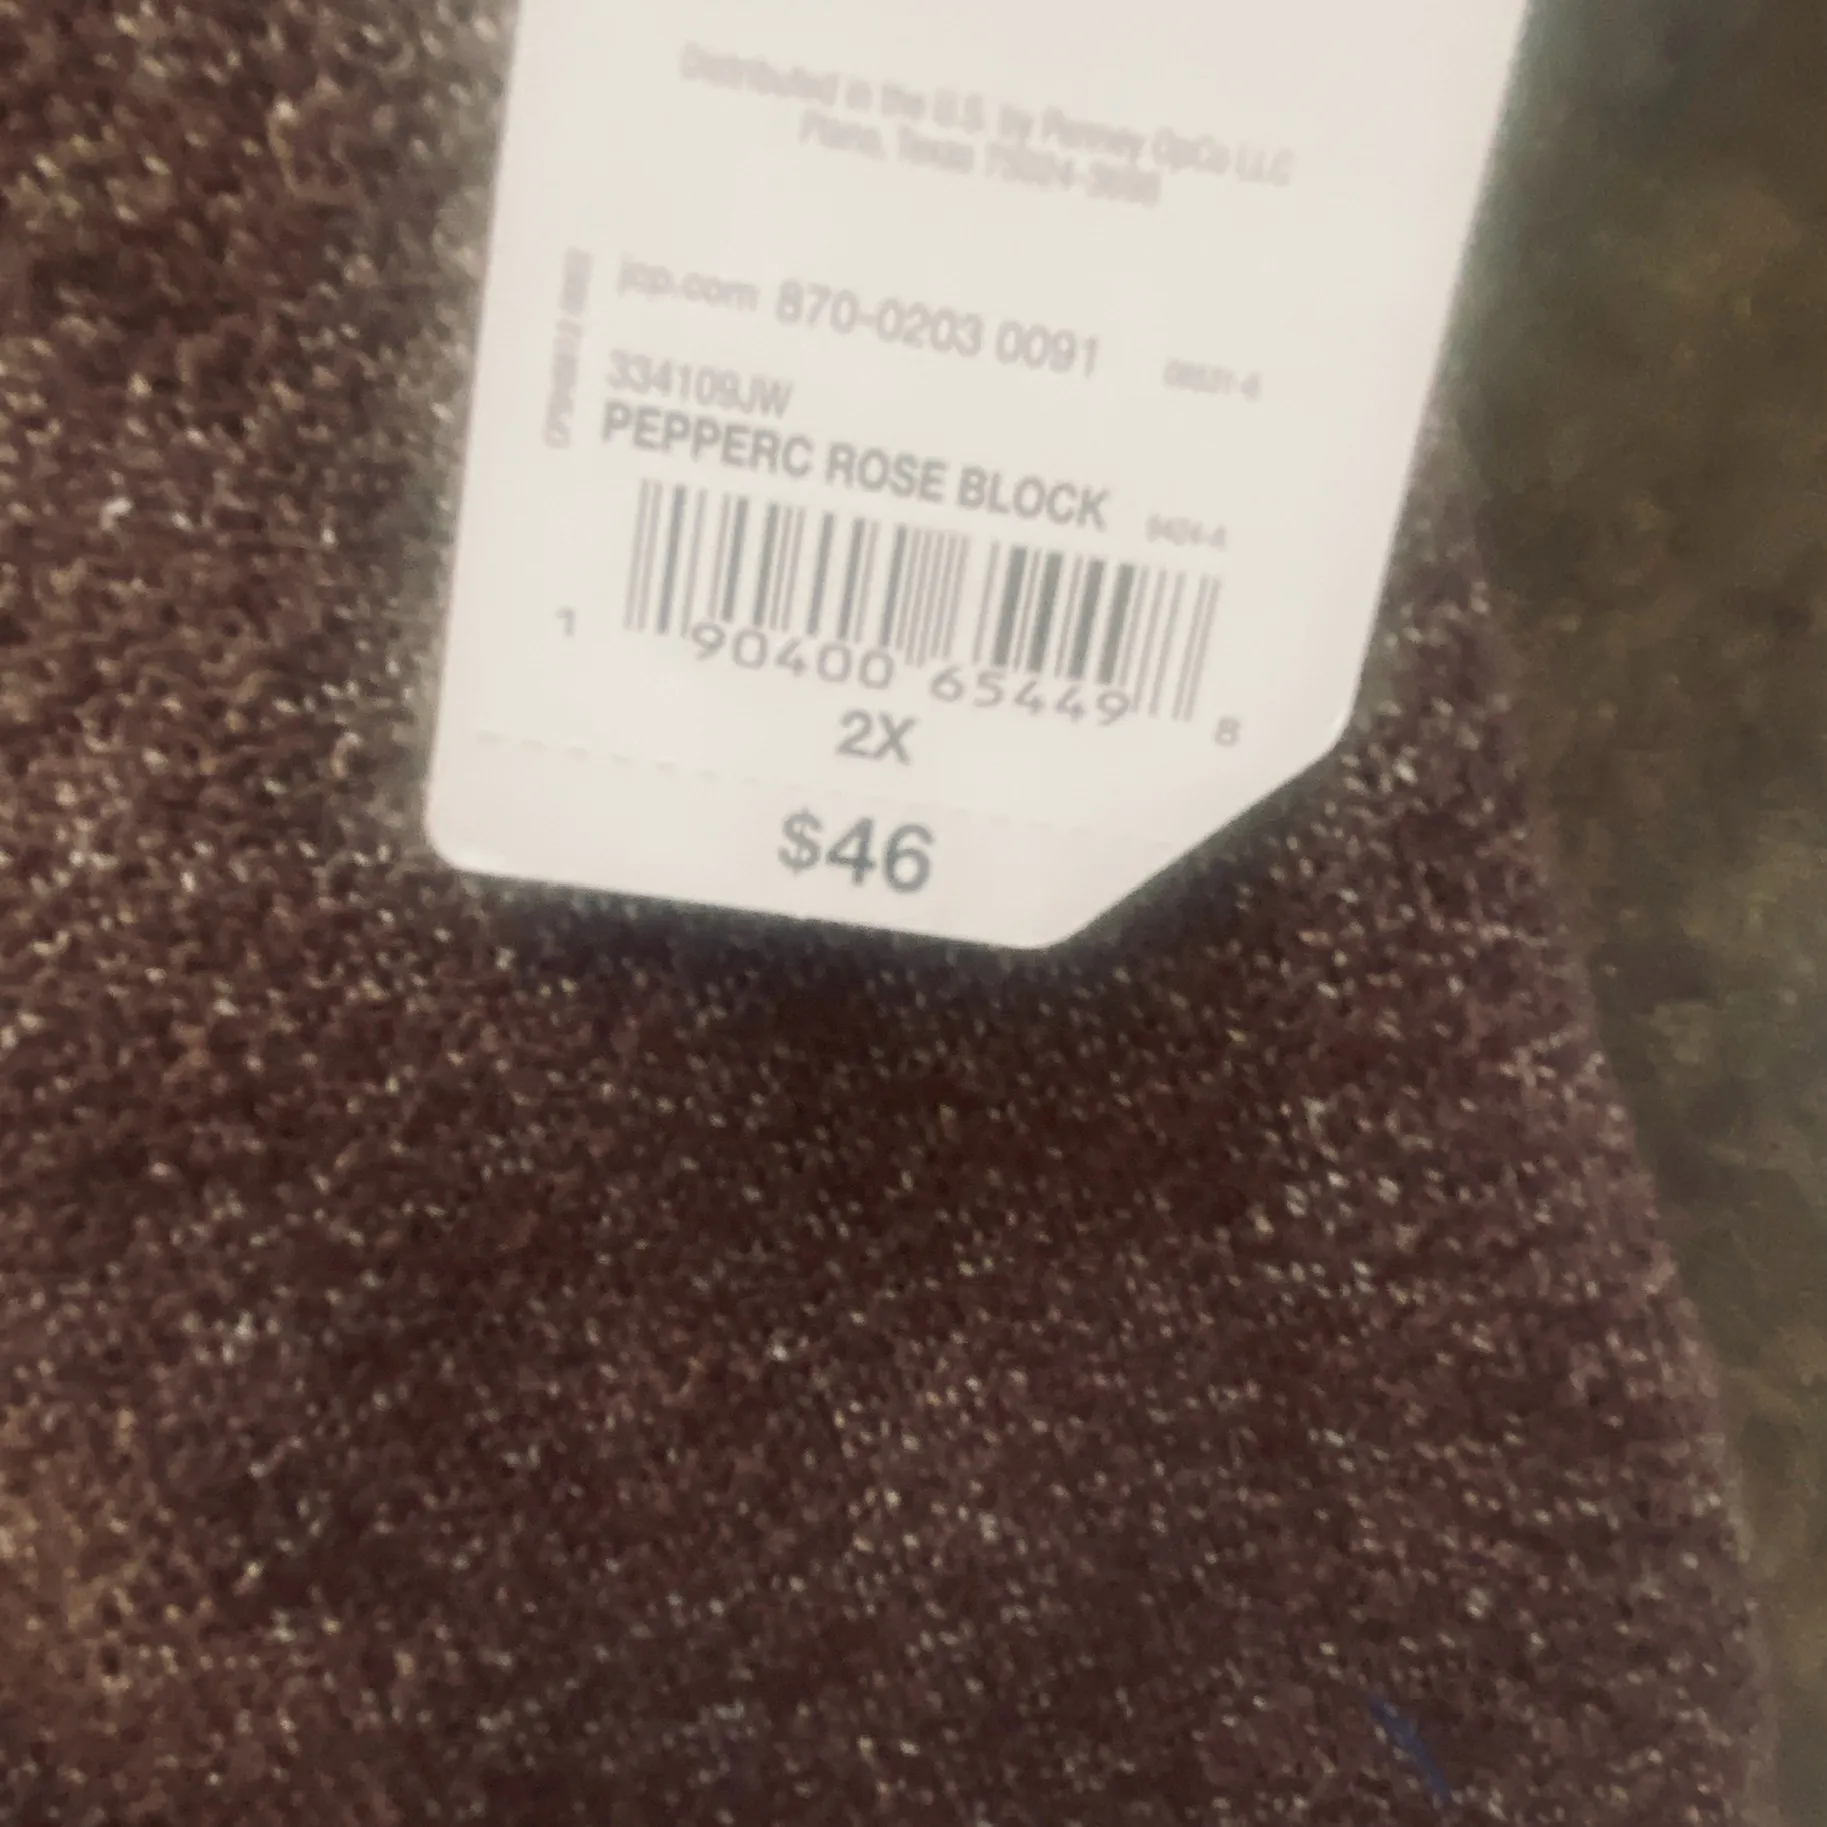 Distributed in the U.S. by Penney OpCo LLC
Plano, Texas
jcp.com 870-0203 0091
334109JW
PEPPERC ROSE BLOCK
1 90400 65449 8
2X
$46